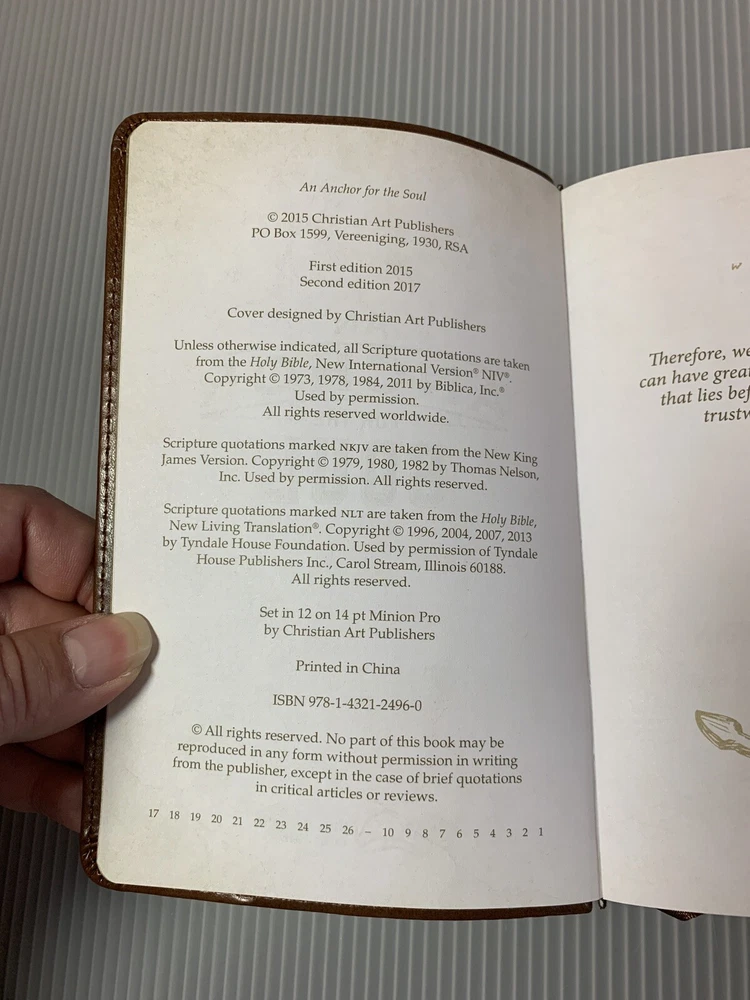 An Anchor for the Soul
© 2015 Christian Art Publishers
PO Box 1599, Vereeniging, 1930, RSA
First edition 2015
Second edition 2017
Cover designed by Christian Art Publishers
Unless otherwise indicated, all Scripture quotations are taken
from the Holy Bible, New International Version® NIV®.
Copyright © 1973, 1978, 1984, 2011 by Biblica, Inc.®
Used by permission.
All rights reserved worldwide.
Scripture quotations marked NKJV are taken from the New King
James Version. Copyright © 1979, 1980, 1982 by Thomas Nelson,
Inc. Used by permission. All rights reserved.
Scripture quotations marked NLT are taken from the Holy Bible,
New Living Translation®. Copyright © 1996, 2004, 2007, 2013
by Tyndale House Foundation. Used by permission of Tyndale
House Publishers Inc., Carol Stream, Illinois 60188.
All rights reserved.
Set in 12 on 14 pt Minion Pro
by Christian Art Publishers
Printed in China
ISBN 978-1-4321-2496-0
© All rights reserved. No part of this book may be
reproduced in any form without permission in writing
from the publisher, except in the case of brief quotations
in critical articles or reviews.
17 18 19 20 21 22 23 24 25 26 – 10 9 8 7 6 5 4 3 2 1
Therefore, we
can have great
that lies